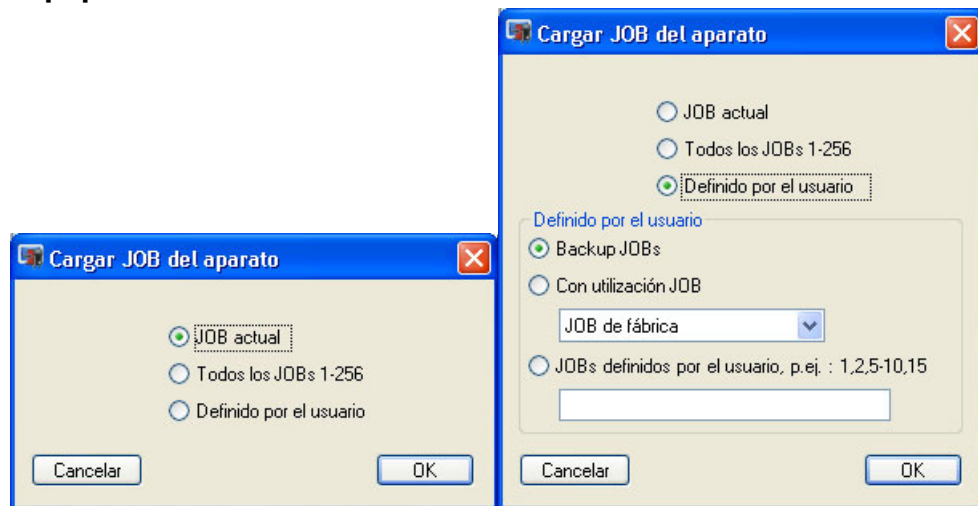 Cargar JOB del aparato
JOB actual
Todos los JOBs 1-256
Definido por el usuario
Cancelar
OK
Cargar JOB del aparato
JOB actual
Todos los JOBs 1-256
Definido por el usuario
Definido por el usuario
Backup JOBs
Con utilización JOB
JOB de fábrica
JOBs definidos por el usuario, p.ej. : 1,2,5-10,15
Cancelar
OK